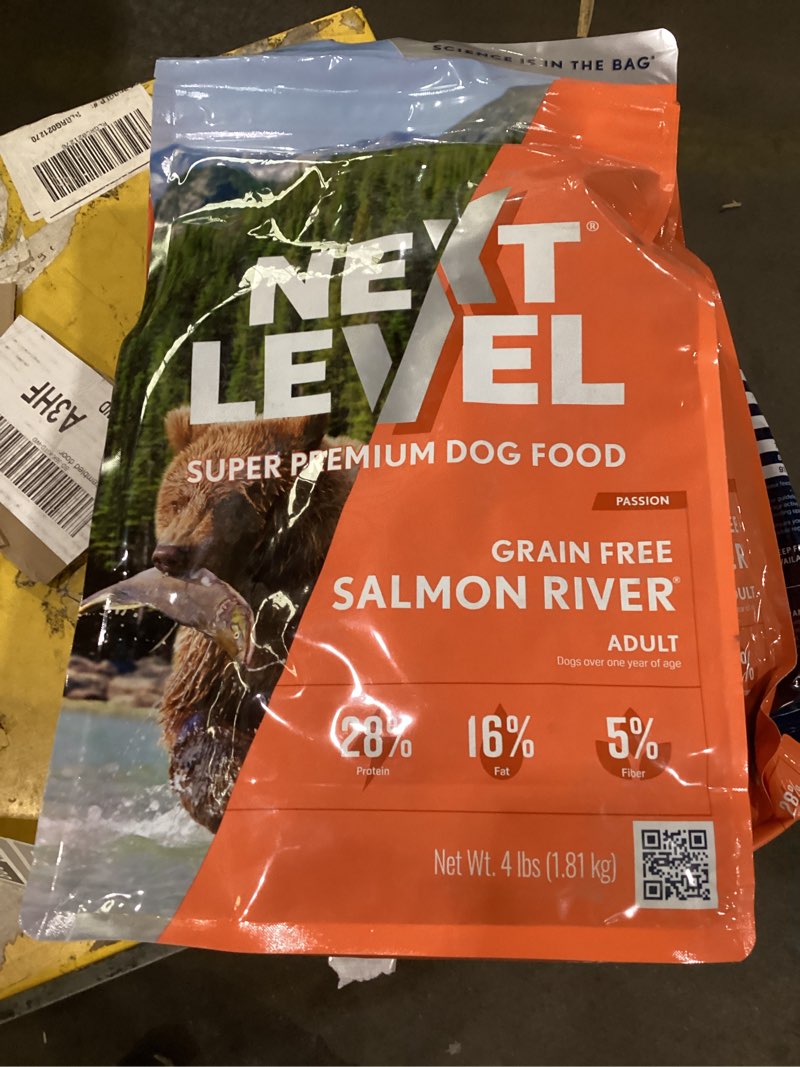 SCIENCE IS IN THE BAG
NEXT
LEVEL®
SUPER PREMIUM DOG FOOD
PASSION
GRAIN FREE
SALMON RIVER®
ADULT
Dogs over one year of age
28%
Protein
16%
Fat
5%
Fiber
Net Wt. 4 lbs (1.81 kg)
A3HF